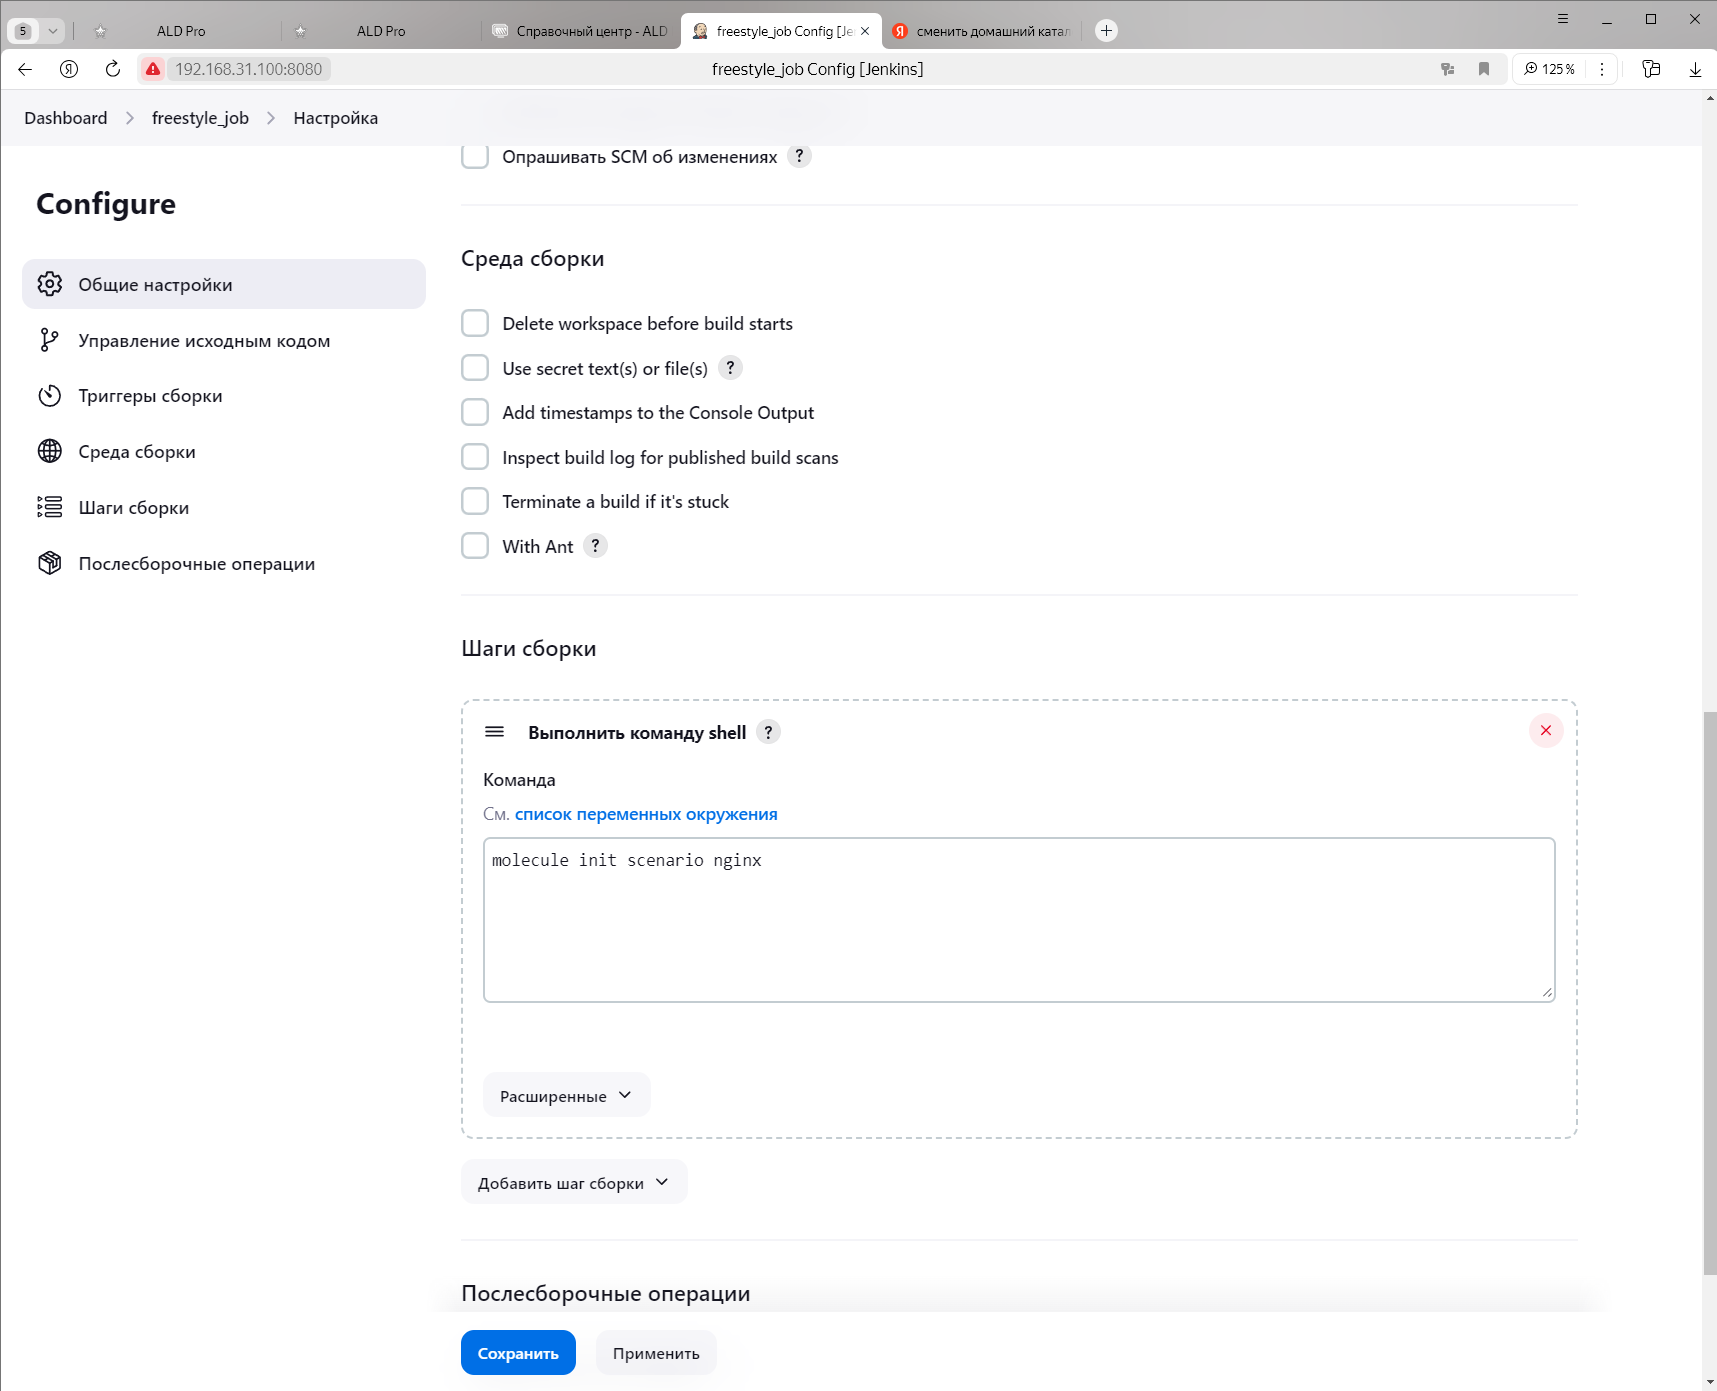 5
ALD Pro
ALD Pro
Справочный центр - ALD
freestyle_job Config [Je
сменить домашний катал
192.168.31.100:8080
freestyle_job Config [Jenkins]
125 %
Dashboard
freestyle_job
Настройка
Опрашивать SCM об изменениях ?
Configure
Общие настройки
Управление исходным кодом
Триггеры сборки
Среда сборки
Шаги сборки
Послесборочные операции
Среда сборки
Delete workspace before build starts
Use secret text(s) or file(s) ?
Add timestamps to the Console Output
Inspect build log for published build scans
Terminate a build if it's stuck
With Ant ?
Шаги сборки
Выполнить команду shell ?
Команда
См. список переменных окружения
molecule init scenario nginx
Расширенные
Добавить шаг сборки
Послесборочные операции
Сохранить
Применить